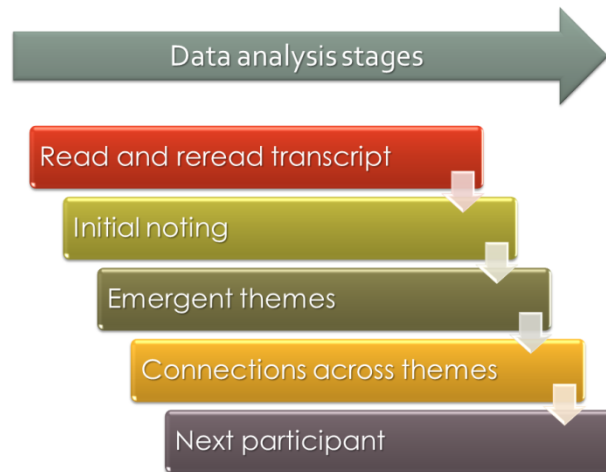 Data analysis stages
Read and reread transcript
Initial noting
Emergent themes
Connections across themes
Next participant